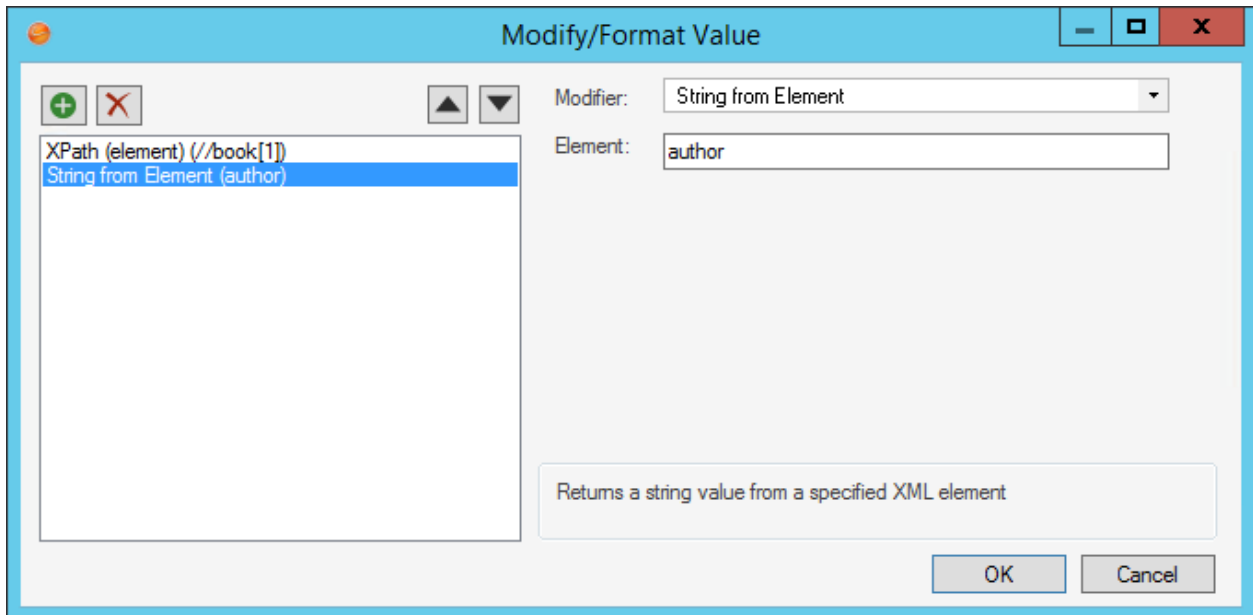 Modify/Format Value
XPath (element) (//book[1])
String from Element (author)
Modifier:
String from Element
Element:
author
Returns a string value from a specified XML element
OK
Cancel